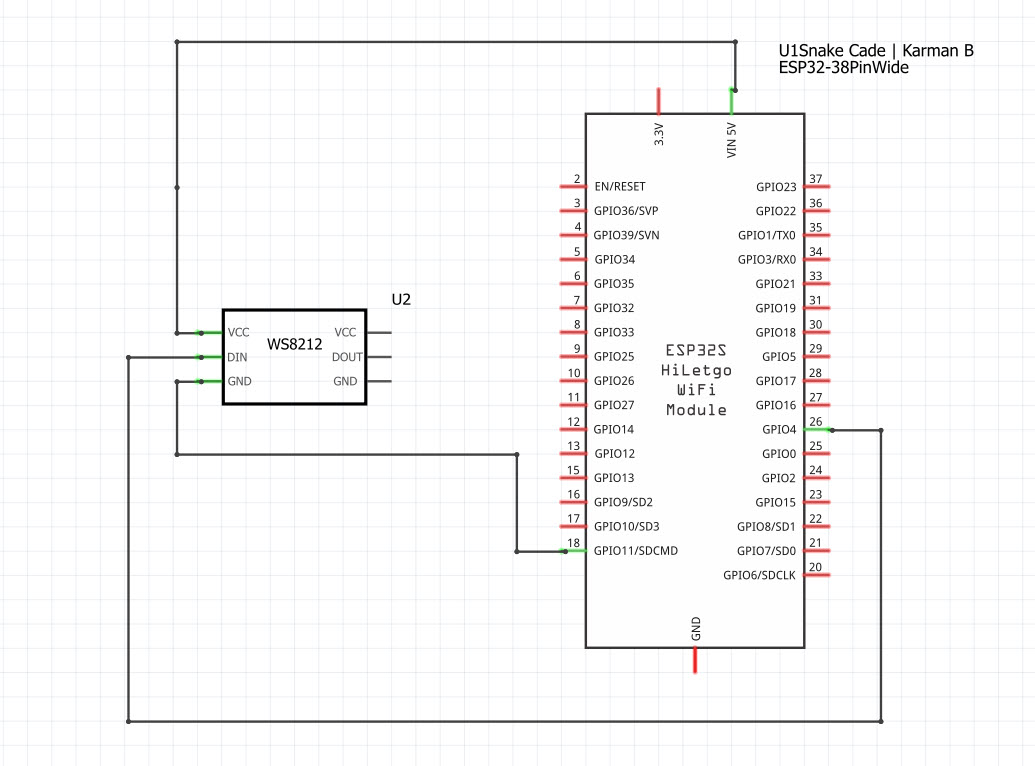 U1Snake Cade | Karman B
ESP32-38PinWide
3.3V
VIN 5V
2 EN/RESET
3 GPIO36/SVP
4 GPIO39/SVN
5 GPIO34
6 GPIO35
7 GPIO32
8 GPIO33
9 GPIO25
10 GPIO26
11 GPIO27
12 GPIO14
13 GPIO12
15 GPIO13
16 GPIO9/SD2
17 GPIO10/SD3
18 GPIO11/SDCMD
GPIO23 37
GPIO22 36
GPIO1/TX0 35
GPIO3/RX0 34
GPIO21 33
GPIO19 31
GPIO18 30
GPIO5 29
GPIO17 28
GPIO16 27
GPIO4 26
GPIO0 25
GPIO2 24
GPIO15 23
GPIO8/SD1 22
GPIO7/SD0 21
GPIO6/SDCLK 20
ESP32S
HiLetgo
WiFi
Module
GND
U2
WS8212
VCC
DIN
GND
VCC
DOUT
GND